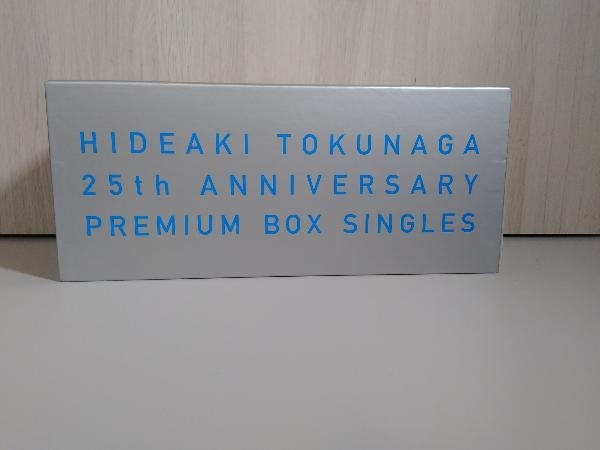 HIDEAKI TOKUNAGA
25th ANNIVERSARY
PREMIUM BOX SINGLES